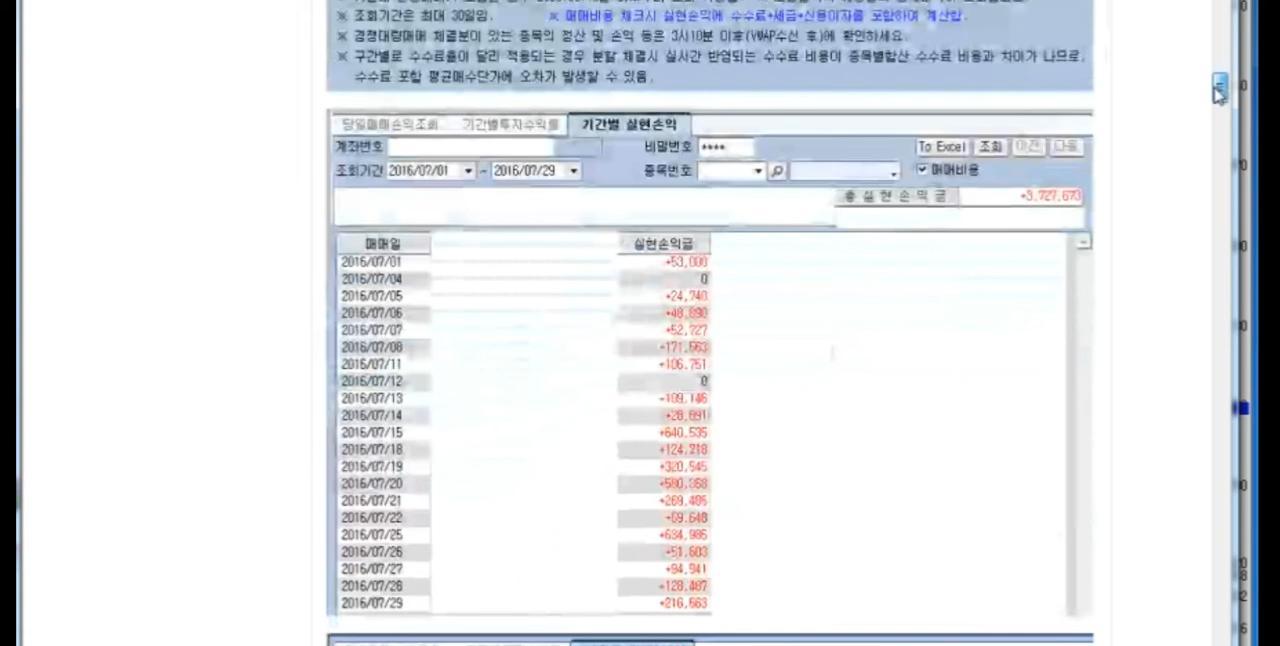 ※ 조회기간은 최대 30일임. ※ 매매비용 체크시 실현손익에 수수료+세금+신용이자를 포함하여 계산함.
※ 경쟁대량매매 체결분이 있는 종목의 정산 및 손익 등은 3시10분 이후(VWAP수신 후)에 확인하세요.
※ 구간별로 수수료율이 달리 적용되는 경우 분할 체결시 실시간 반영되는 수수료 비용이 종목별합산 수수료 비용과 차이가 나므로,
수수료 포함 평균매수단가에 오차가 발생할 수 있음.
당일매매손익조회 기간별투자수익률 기간별 실현손익
계좌번호 비밀번호 **** To Excel 조회 이전 다음
조회기간 2016/07/01 ~ 2016/07/29 종목번호 매매비용
총 실 현 손 익 금 +3,727,673
매매일 실현손익금
2016/07/01 +53,000
2016/07/04 0
2016/07/05 +24,740
2016/07/06 +48,890
2016/07/07 +52,727
2016/07/08 +171,563
2016/07/11 +106,751
2016/07/12 0
2016/07/13 +109,146
2016/07/14 +28,891
2016/07/15 +640,535
2016/07/18 +124,218
2016/07/19 +320,545
2016/07/20 +580,368
2016/07/21 +269,485
2016/07/22 +69,648
2016/07/25 +634,985
2016/07/26 +51,603
2016/07/27 +94,941
2016/07/28 +128,487
2016/07/29 +216,663